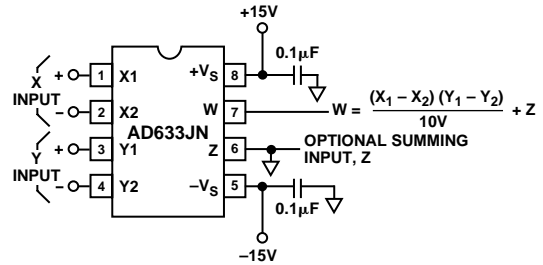 +15V
0.1µF
+ 1 X1 +VS 8
X
INPUT
– 2 X2 W 7
W = (X1 – X2) (Y1 – Y2) / 10V + Z
AD633JN
+ 3 Y1 Z 6
Y
INPUT
OPTIONAL SUMMING
INPUT, Z
– 4 Y2 –VS 5
0.1µF
–15V